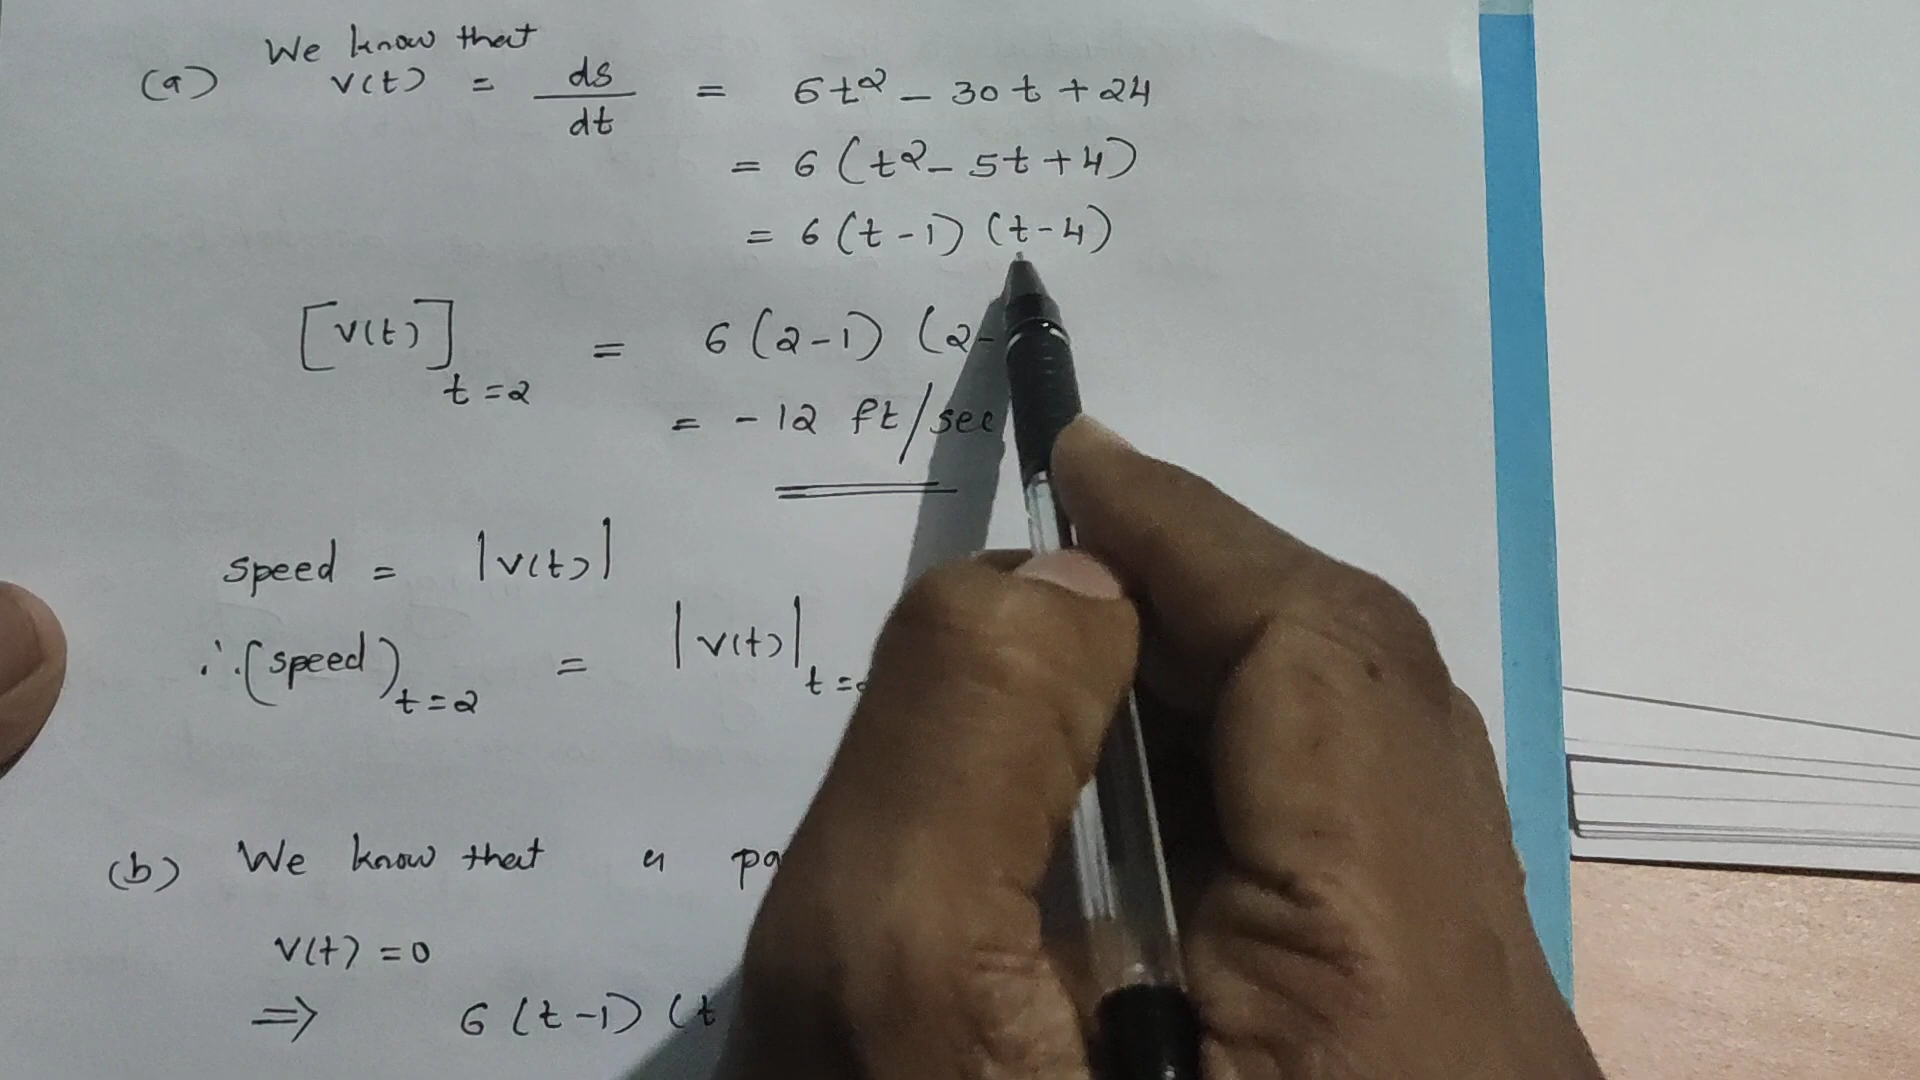 We know that
(a) v(t) = ds/dt = 6t² - 30t + 24
= 6(t² - 5t + 4)
= 6(t-1) (t-4)
[v(t)] t=2 = 6(2-1) (2-
= -12 ft/sec
speed = |v(t)|
∴ (speed) t=2 = |v(t)| t=
(b) We know that a
v(t) = 0
⇒ 6(t-1) (t